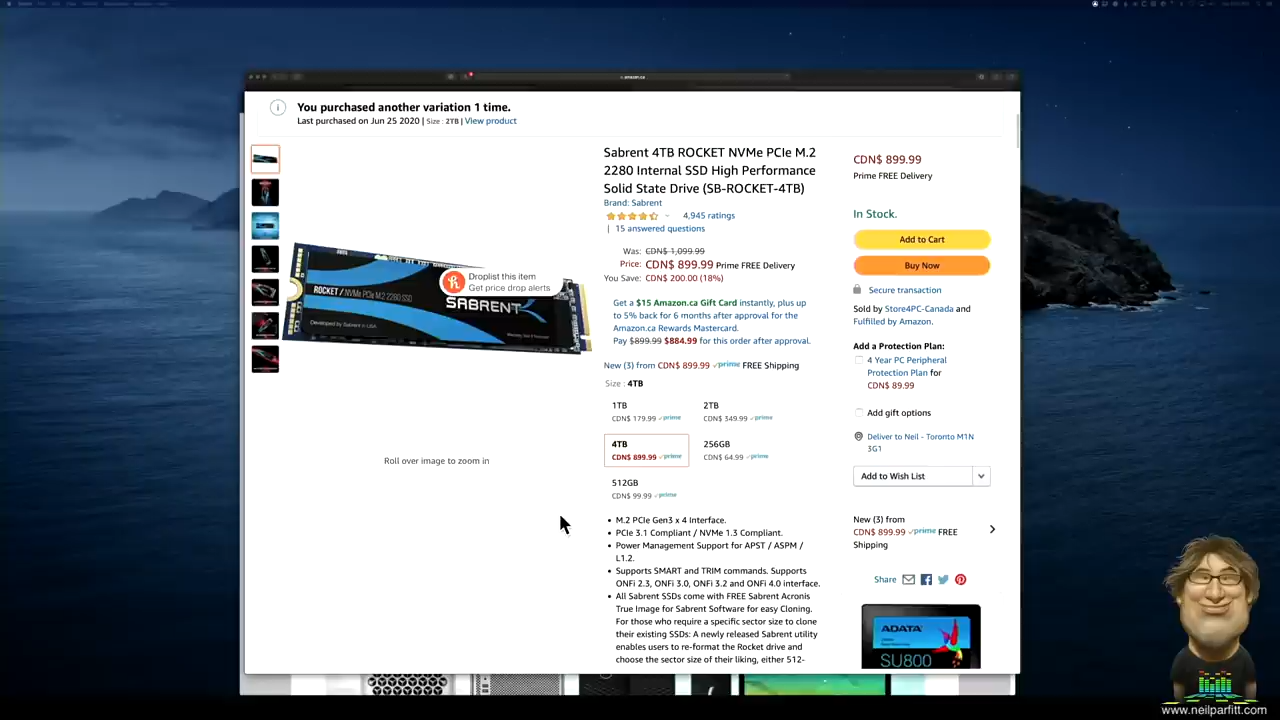 amazon.ca
You purchased another variation 1 time.
Last purchased on Jun 25 2020 | Size : 2TB | View product
Sabrent 4TB ROCKET NVMe PCIe M.2
2280 Internal SSD High Performance
Solid State Drive (SB-ROCKET-4TB)
Brand: Sabrent
4,945 ratings
| 15 answered questions
Was: CDN$ 1,099.99
Price: CDN$ 899.99 Prime FREE Delivery
You Save: CDN$ 200.00 (18%)
Get a $15 Amazon.ca Gift Card instantly, plus up
to 5% back for 6 months after approval for the
Amazon.ca Rewards Mastercard.
Pay $899.99 $884.99 for this order after approval.
New (3) from CDN$ 899.99 prime FREE Shipping
Size : 4TB
1TB
CDN$ 179.99 prime
2TB
CDN$ 349.99 prime
4TB
CDN$ 899.99 prime
256GB
CDN$ 64.99 prime
512GB
CDN$ 99.99 prime
• M.2 PCIe Gen3 x 4 Interface.
• PCIe 3.1 Compliant / NVMe 1.3 Compliant.
• Power Management Support for APST / ASPM /
L1.2.
• Supports SMART and TRIM commands. Supports
ONFi 2.3, ONFi 3.0, ONFi 3.2 and ONFi 4.0 interface.
• All Sabrent SSDs come with FREE Sabrent Acronis
True Image for Sabrent Software for easy Cloning.
For those who require a specific sector size to clone
their existing SSDs: A newly released Sabrent utility
enables users to re-format the Rocket drive and
choose the sector size of their liking, either 512-
ROCKET / NVMe PCIe M.2 2280 SSD
SABRENT
Developed by Sabrent in USA.
Droplist this item
Get price drop alerts
Roll over image to zoom in
CDN$ 899.99
Prime FREE Delivery
In Stock.
Add to Cart
Buy Now
Secure transaction
Sold by Store4PC-Canada and
Fulfilled by Amazon.
Add a Protection Plan:
4 Year PC Peripheral
Protection Plan for
CDN$ 89.99
Add gift options
Deliver to Neil - Toronto M1N
3G1
Add to Wish List
New (3) from
CDN$ 899.99 prime FREE
Shipping
Share
ADATA
SU800
www.neilparfitt.com